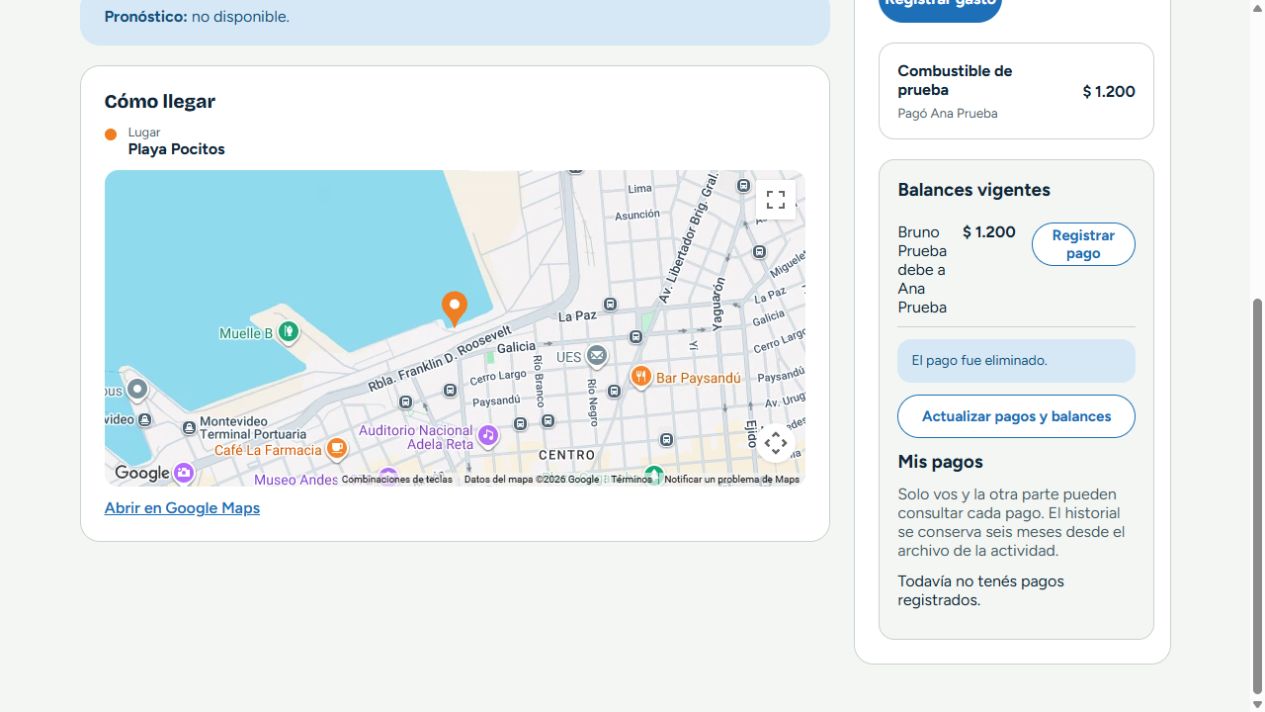 Pronóstico: no disponible.
Cómo llegar
Lugar
Playa Pocitos
Lima
Asunción
Av. Libertador Brig. Gral.
Miguelete
La Paz
La Paz
Galicia
Galicia
Yaguarón
Yí
Cerro Largo
Cerro Largo
Muelle B
Rbla. Franklin D. Roosevelt
UES
Río Branco
Río Negro
Bar Paysandú
Paysandú
Paysandú
Av. Urug
Ejido
Montevideo
Terminal Portuaria
Auditorio Nacional
Adela Reta
Café La Farmacia
CENTRO
Google
Museo Andes
Combinaciones de teclas
Datos del mapa ©2026 Google
Términos
Notificar un problema de Maps
Abrir en Google Maps
Registrar gasto
Combustible de
prueba
$ 1.200
Pagó Ana Prueba
Balances vigentes
Bruno
Prueba
debe a
Ana
Prueba
$ 1.200
Registrar
pago
El pago fue eliminado.
Actualizar pagos y balances
Mis pagos
Solo vos y la otra parte pueden
consultar cada pago. El historial
se conserva seis meses desde el
archivo de la actividad.
Todavía no tenés pagos
registrados.